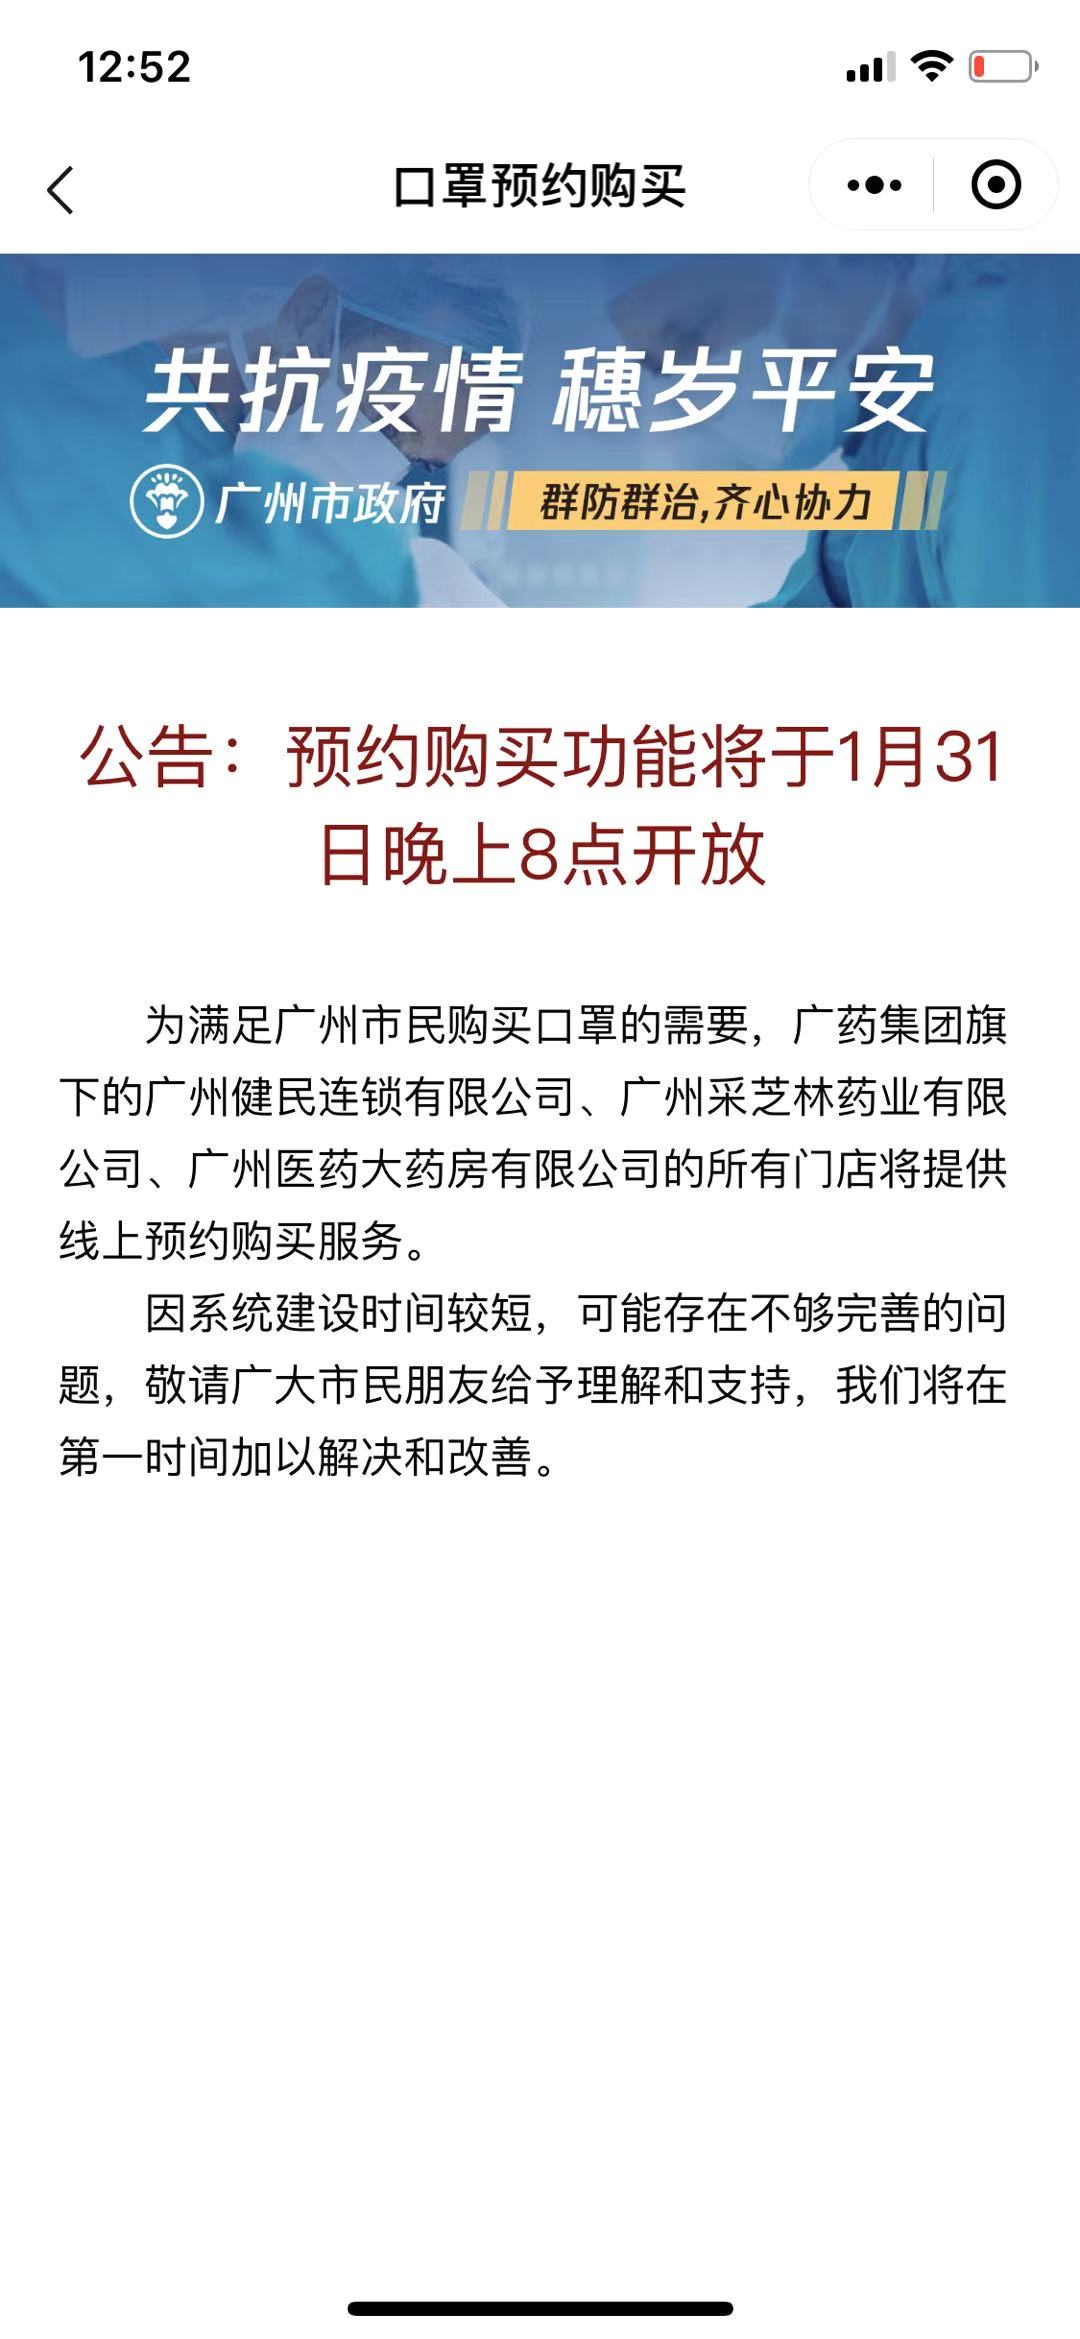 12:52
口罩预约购买
共抗疫情 穗岁平安
广州市政府 群防群治,齐心协力
公告：预约购买功能将于1月31
日晚上8点开放
为满足广州市民购买口罩的需要，广药集团旗
下的广州健民连锁有限公司、广州采芝林药业有限
公司、广州医药大药房有限公司的所有门店将提供
线上预约购买服务。
因系统建设时间较短，可能存在不够完善的问
题，敬请广大市民朋友给予理解和支持，我们将在
第一时间加以解决和改善。